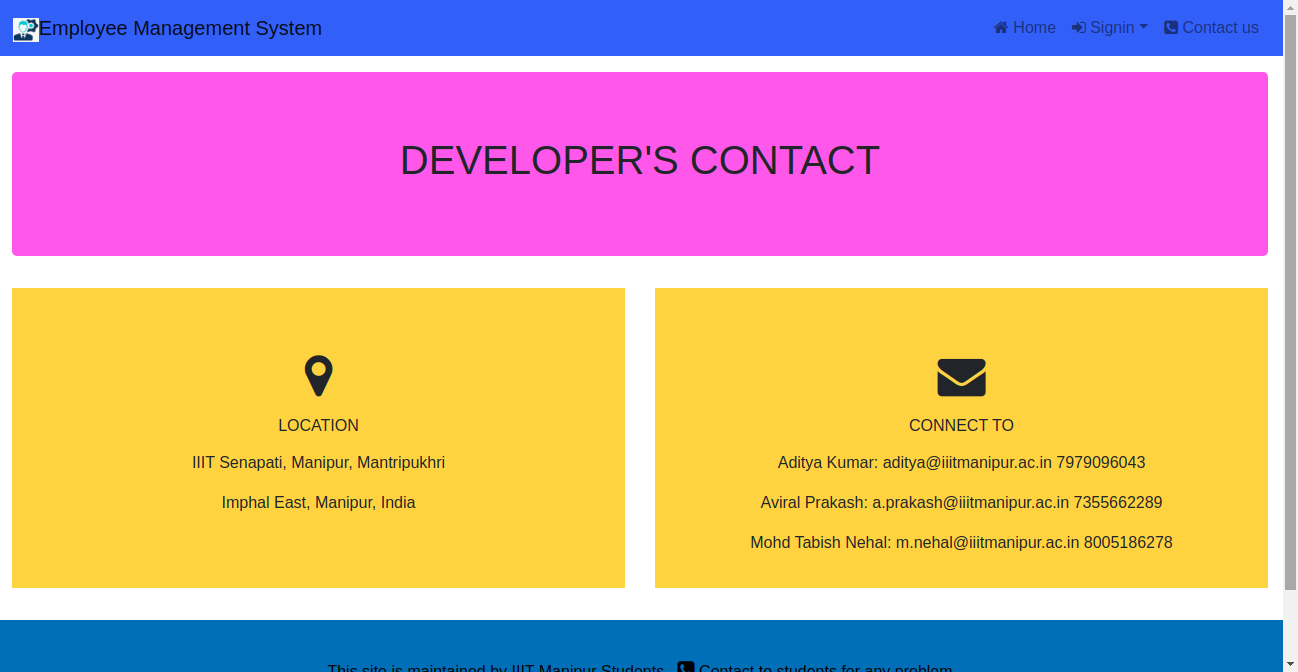 Employee Management System
Home Signin Contact us
DEVELOPER'S CONTACT
LOCATION
IIIT Senapati, Manipur, Mantripukhri
Imphal East, Manipur, India
CONNECT TO
Aditya Kumar: aditya@iiitmanipur.ac.in 7979096043
Aviral Prakash: a.prakash@iiitmanipur.ac.in 7355662289
Mohd Tabish Nehal: m.nehal@iiitmanipur.ac.in 8005186278
This site is maintained by IIIT Manipur Students. Contact to students for any problem